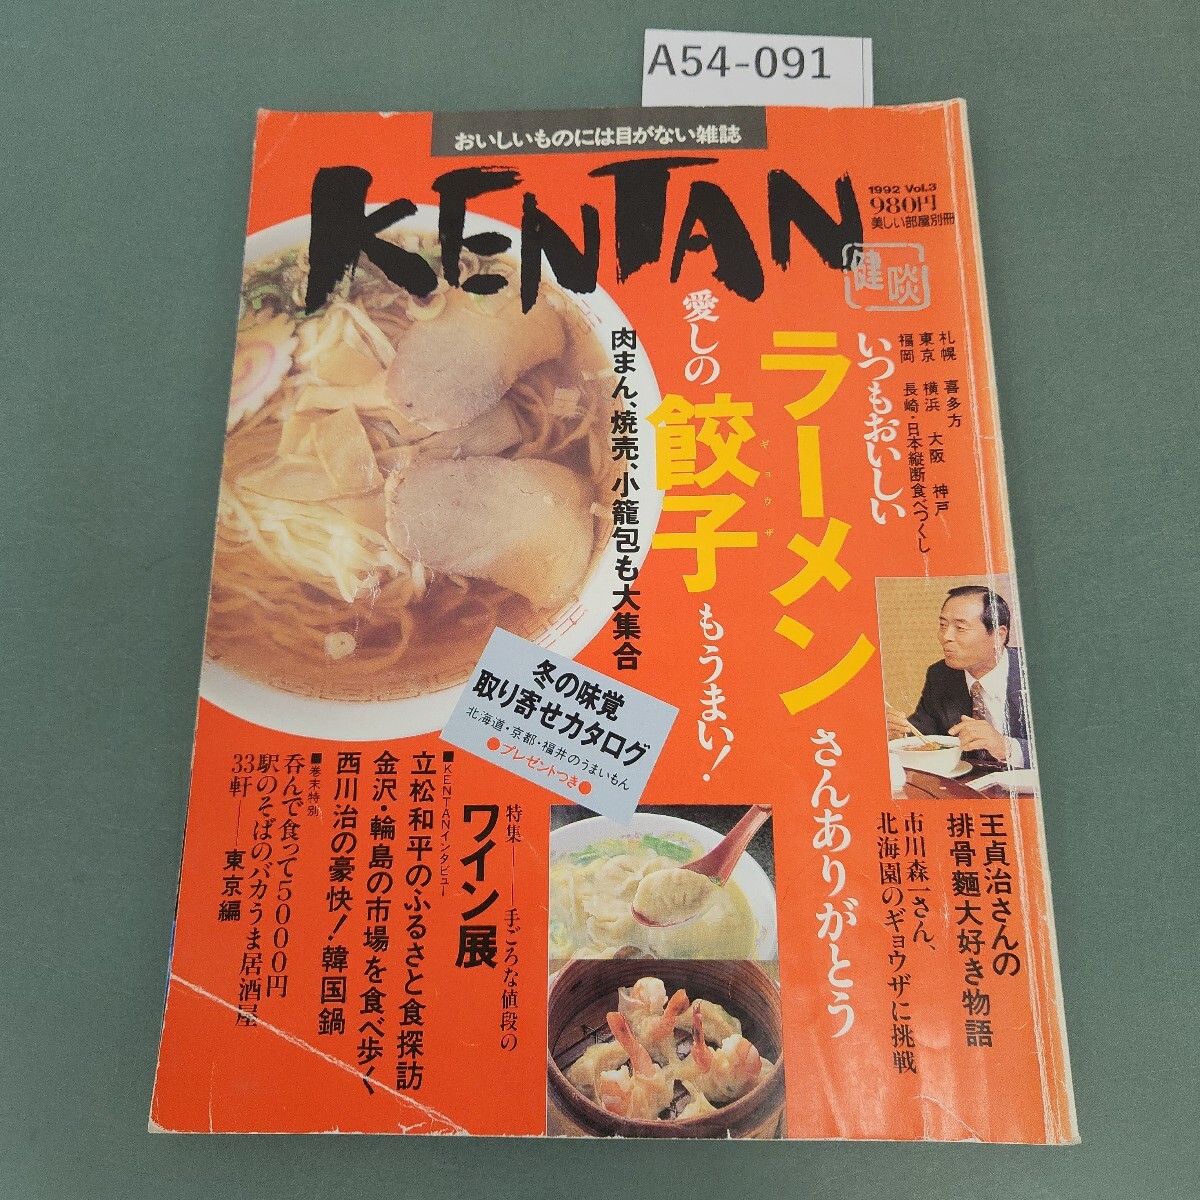 A54-091
おいしいものには目がない雑誌
KENTAN
1992 Vol.3
980円
美しい部屋別冊
健啖
札幌 喜多方
東京 横浜 大阪 神戸
福岡 長崎・日本縦断食べつくし
いつもおいしい
ラーメン
さんありがとう
愛しの
餃子
ギョウザ
もうまい!
肉まん、焼売、小籠包も大集合
冬の味覚
取り寄せカタログ
北海道・京都・福井のうまいもん
●プレゼントつき●
王貞治さんの
排骨麵大好き物語
市川森一さん、
北海園のギョウザに挑戦
特集——手ごろな値段の
ワイン展
■KENTANインタビュー
立松和平のふるさと食探訪
金沢・輪島の市場を食べ歩く
西川治の豪快!韓国鍋
■巻末特別
呑んで食って5000円
駅のそばのバカうま居酒屋
33軒——東京編